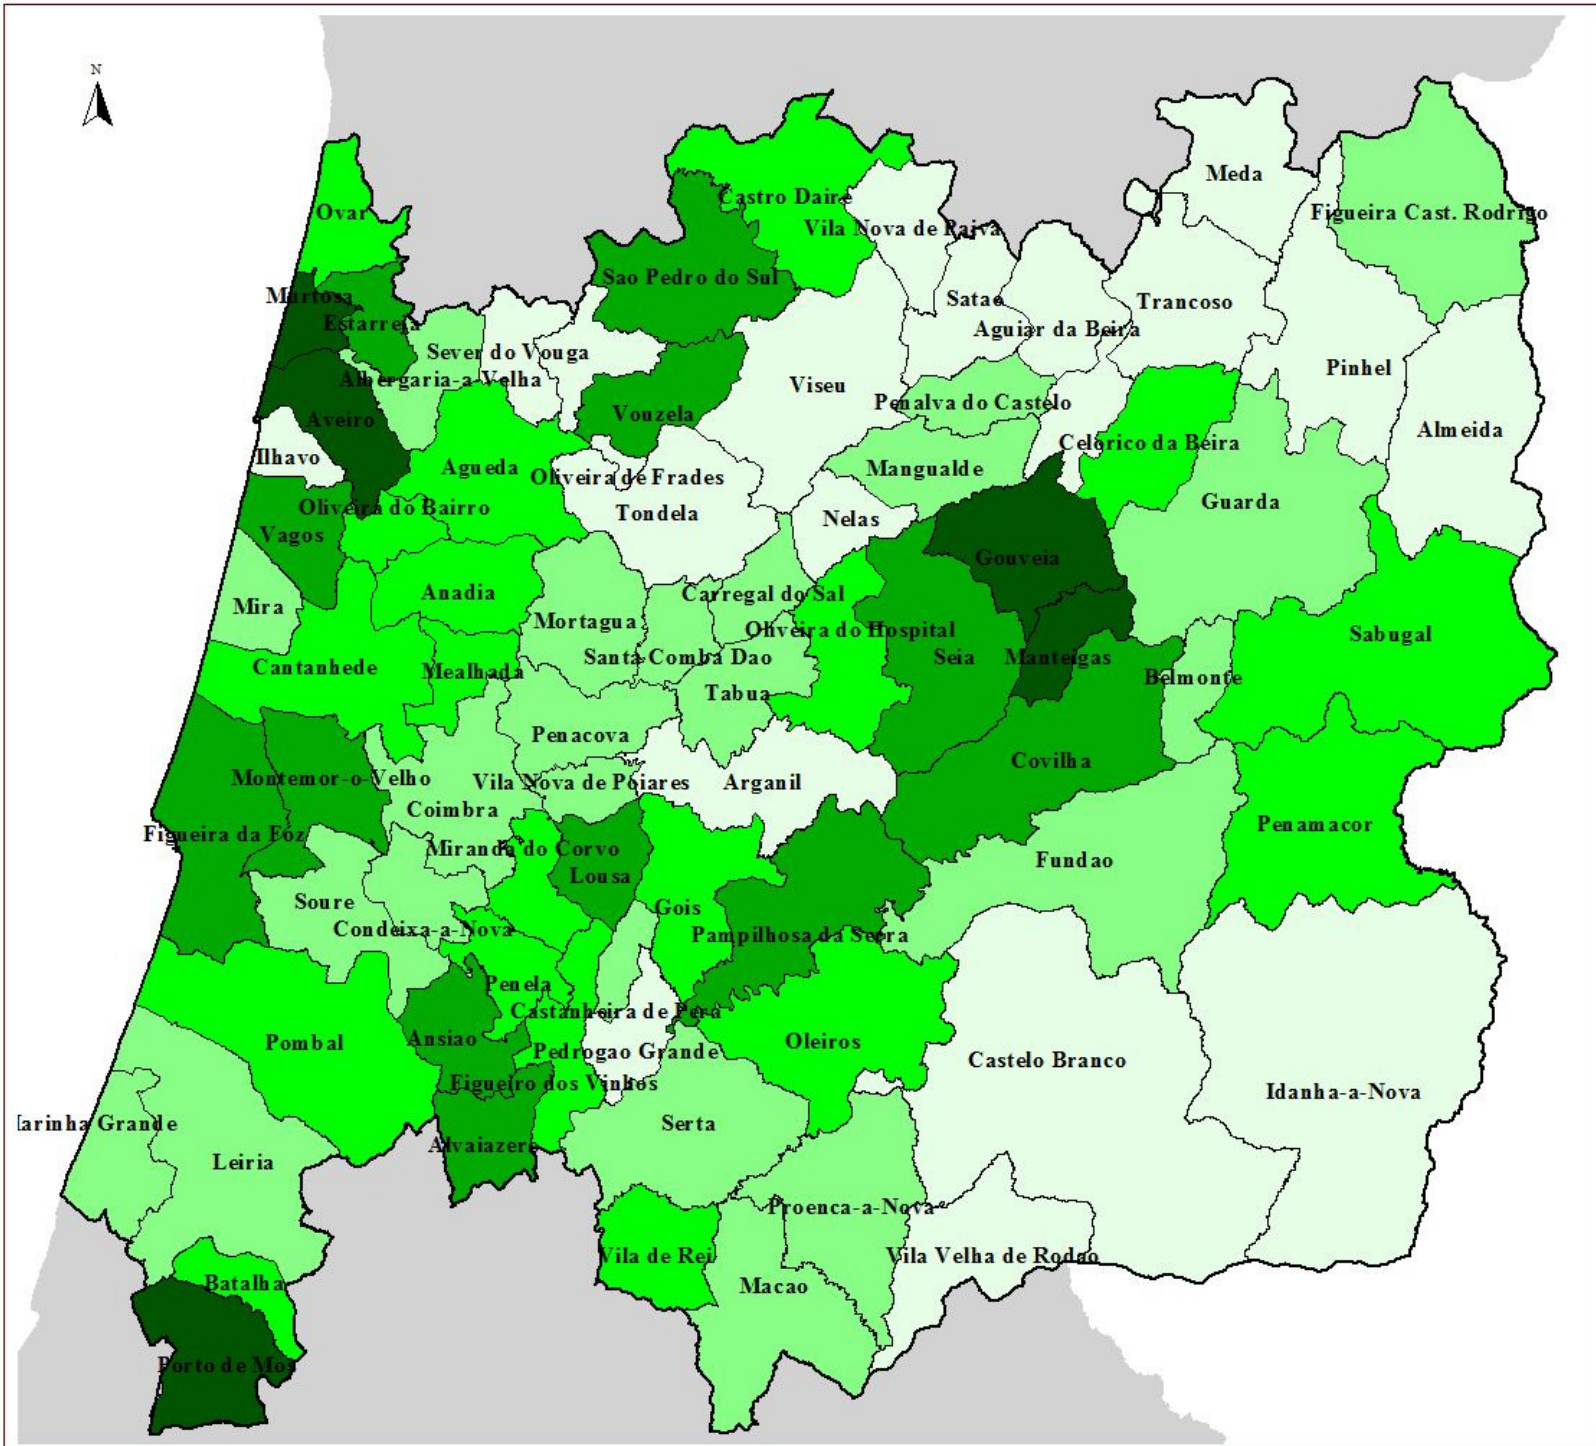 N
Meda
Castro Daire
Figueira Cast. Rodrigo
Ovar
Vila Nova de Paiva
Sao Pedro do Sul
Murtosa
Satao
Trancoso
Estarreja
Aguiar da Beira
Sever do Vouga
Pinhel
Albergaria-a-Velha
Viseu
Penalva do Castelo
Vouzela
Aveiro
Almeida
Celorico da Beira
Ilhavo
Agueda
Mangualde
Oliveira de Frades
Guarda
Oliveira do Bairro
Tondela
Nelas
Vagos
Gouveia
Anadia
Carregal do Sal
Mira
Mortagua
Oliveira do Hospital
Sabugal
Santa Comba Dao
Seia
Manteigas
Cantanhede
Mealhada
Belmonte
Tabua
Penacova
Covilha
Montemor-o-Velho
Vila Nova de Poiares
Arganil
Coimbra
Penamacor
Figueira da Foz
Miranda do Corvo
Fundao
Lousa
Soure
Gois
Condeixa-a-Nova
Pampilhosa da Serra
Penela
Castanheira de Pera
Pombal
Ansiao
Oleiros
Pedrogao Grande
Castelo Branco
Figueiro dos Vinhos
Idanha-a-Nova
arinha Grande
Serta
Alvaiazere
Leiria
Proenca-a-Nova
Vila de Rei
Vila Velha de Rodao
Batalha
Macao
Porto de Mos